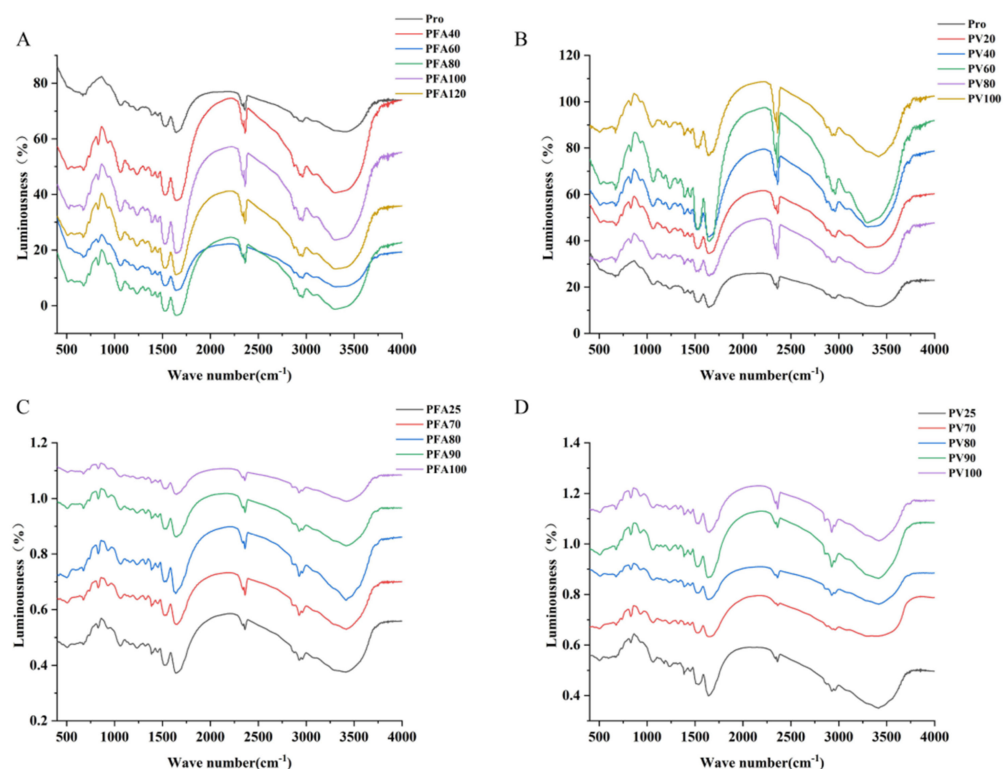 A
Pro
PFA40
PFA60
PFA80
PFA100
PFA120
80
60
40
20
0
Luminousness (%)
500 1000 1500 2000 2500 3000 3500 4000
Wave number(cm⁻¹)
B
Pro
PV20
PV40
PV60
PV80
PV100
120
100
80
60
40
20
0
Luminousness (%)
500 1000 1500 2000 2500 3000 3500 4000
Wave number(cm⁻¹)
C
PFA25
PFA70
PFA80
PFA90
PFA100
1.2
1.0
0.8
0.6
0.4
0.2
Luminousness (%)
500 1000 1500 2000 2500 3000 3500 4000
Wave number(cm⁻¹)
D
PV25
PV70
PV80
PV90
PV100
1.4
1.2
1.0
0.8
0.6
0.4
Luminousness (%)
500 1000 1500 2000 2500 3000 3500 4000
Wave number(cm⁻¹)